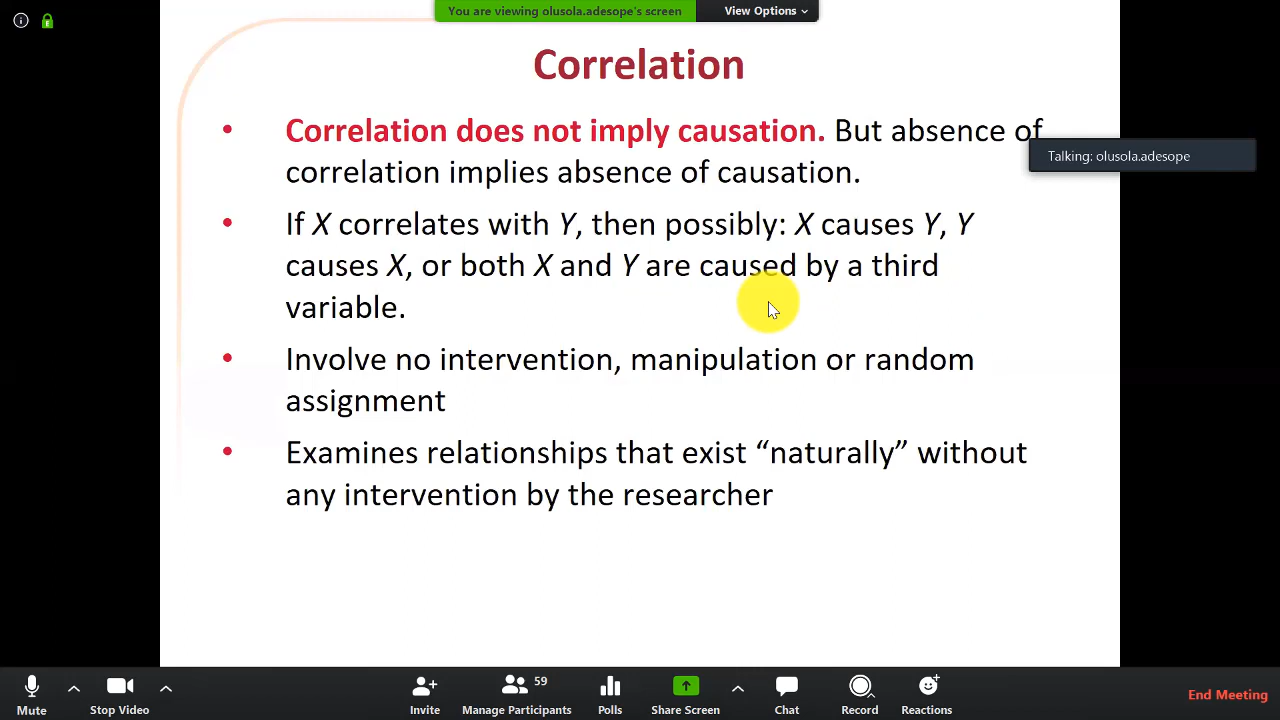 You are viewing olusola.adesope's screen
View Options
Correlation
• Correlation does not imply causation. But absence of
correlation implies absence of causation.
Talking: olusola.adesope
• If X correlates with Y, then possibly: X causes Y, Y
causes X, or both X and Y are caused by a third
variable.
• Involve no intervention, manipulation or random
assignment
• Examines relationships that exist “naturally” without
any intervention by the researcher
Mute
Stop Video
Invite
59
Manage Participants
Polls
Share Screen
Chat
Record
Reactions
End Meeting